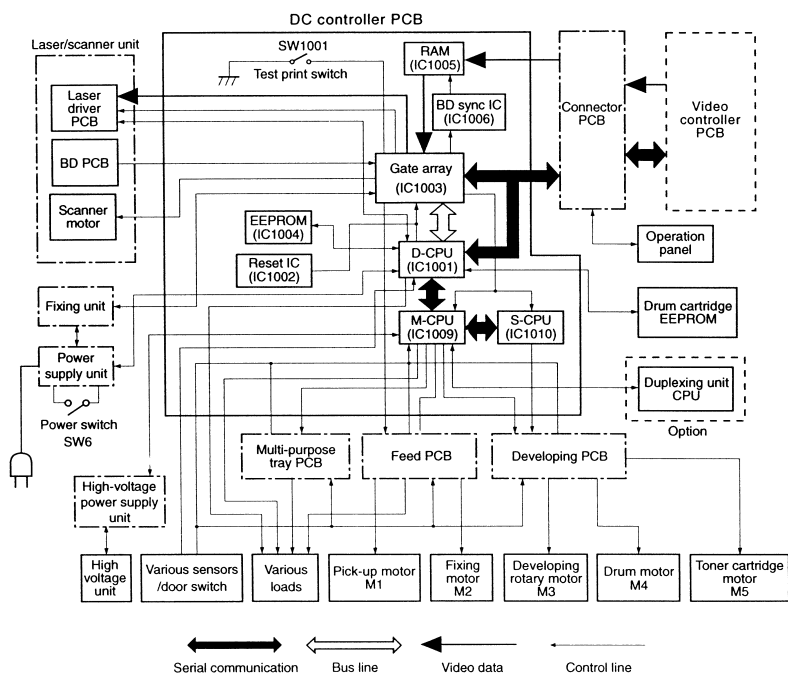 DC controller PCB
Laser/scanner unit
SW1001
Test print switch
RAM
(IC1005)
BD sync IC
(IC1006)
Laser
driver
PCB
BD PCB
Scanner
motor
Gate array
(IC1003)
Connector
PCB
Video
controller
PCB
EEPROM
(IC1004)
Reset IC
(IC1002)
D-CPU
(IC1001)
Operation
panel
Fixing unit
M-CPU
(IC1009)
S-CPU
(IC1010)
Drum cartridge
EEPROM
Power
supply unit
Power switch
SW6
Duplexing unit
CPU
Option
Multi-purpose
tray PCB
Feed PCB
Developing PCB
High-voltage
power supply
unit
High
voltage
unit
Various sensors
/door switch
Various
loads
Pick-up motor
M1
Fixing
motor
M2
Developing
rotary motor
M3
Drum motor
M4
Toner cartridge
motor
M5
Serial communication
Bus line
Video data
Control line